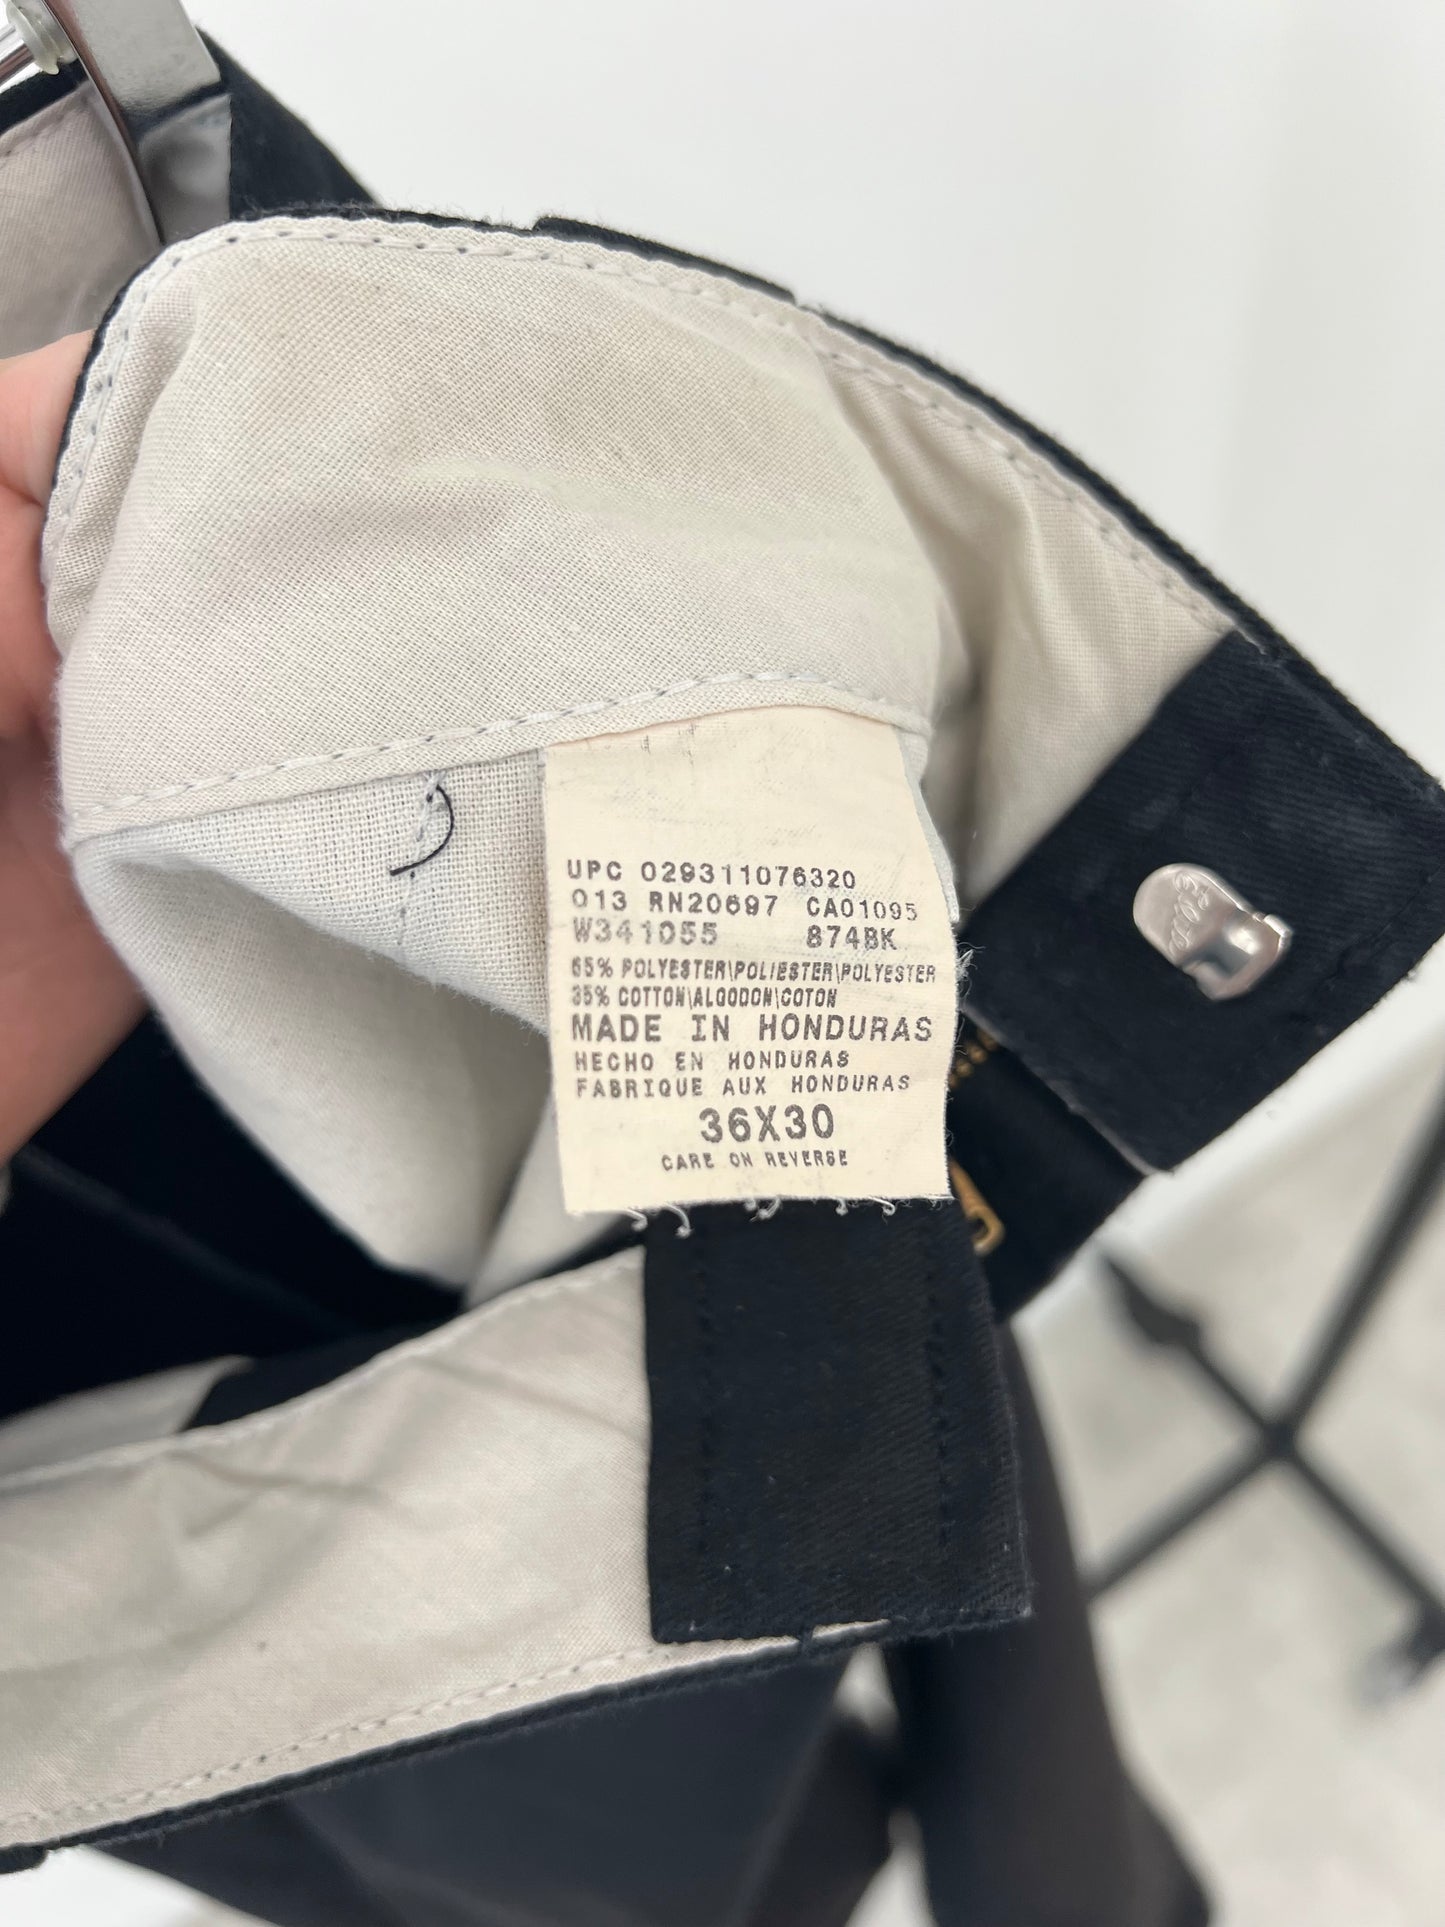 UPC 029311076320
013 RN20697 CA01095
W341055 874BK
65% POLYESTER\POLIESTER\POLYESTER
35% COTTON\ALGODON\COTON
MADE IN HONDURAS
HECHO EN HONDURAS
FABRIQUE AUX HONDURAS
36X30
CARE ON REVERSE